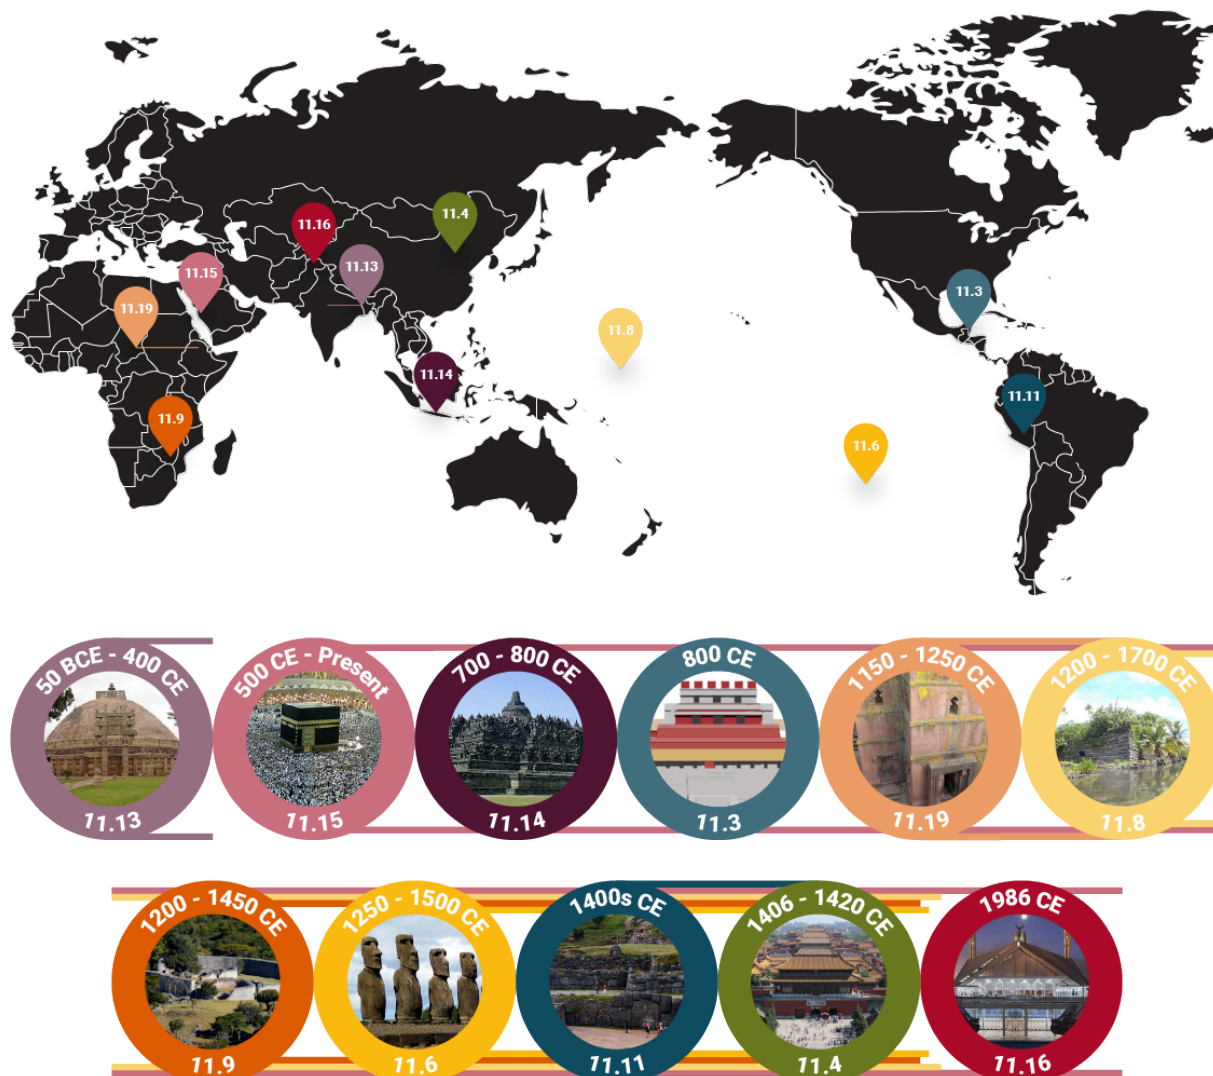 11.16
11.4
11.13
11.15
11.3
11.19
11.8
11.14
11.11
11.9
11.6
50 BCE - 400 CE
11.13
500 CE - Present
11.15
700 - 800 CE
11.14
800 CE
11.3
1150 - 1250 CE
11.19
1200 - 1700 CE
11.8
1200 - 1450 CE
11.9
1250 - 1500 CE
11.6
1400s CE
11.11
1406 - 1420 CE
11.4
1986 CE
11.16